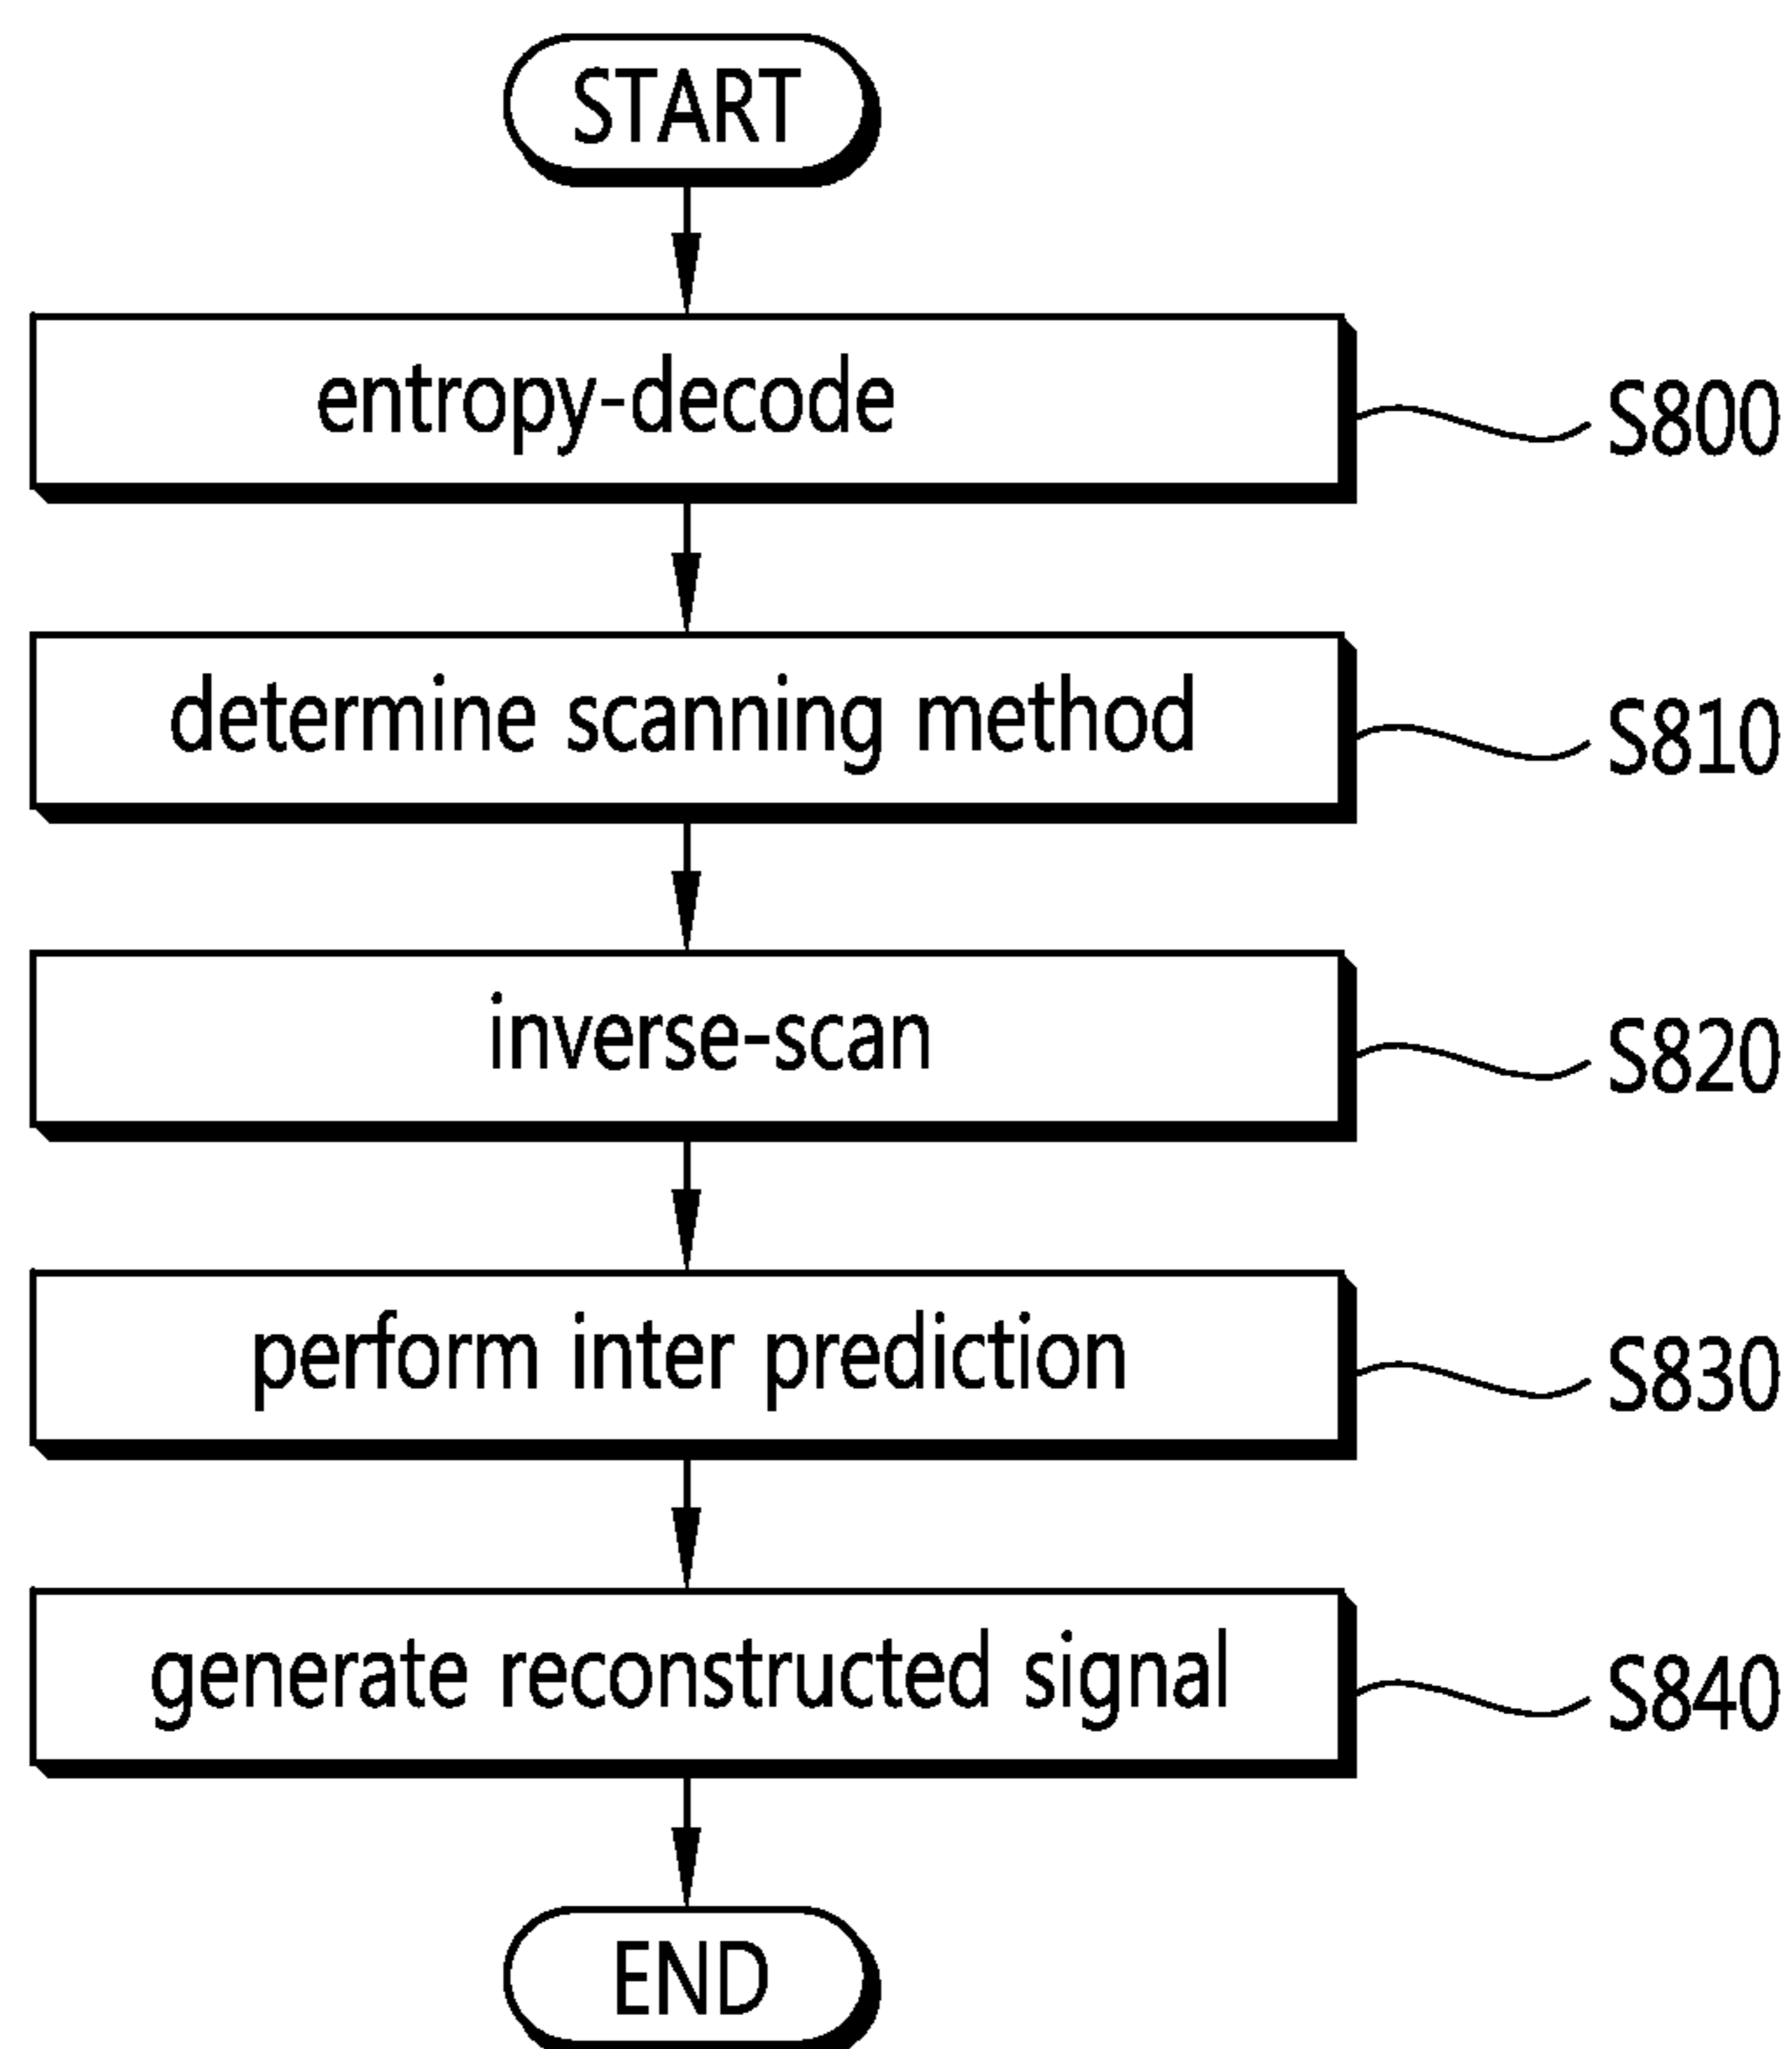 START
entropy-decode
S800
determine scanning method
S810
inverse-scan
S820
perform inter prediction
S830
generate reconstructed signal
S840
END